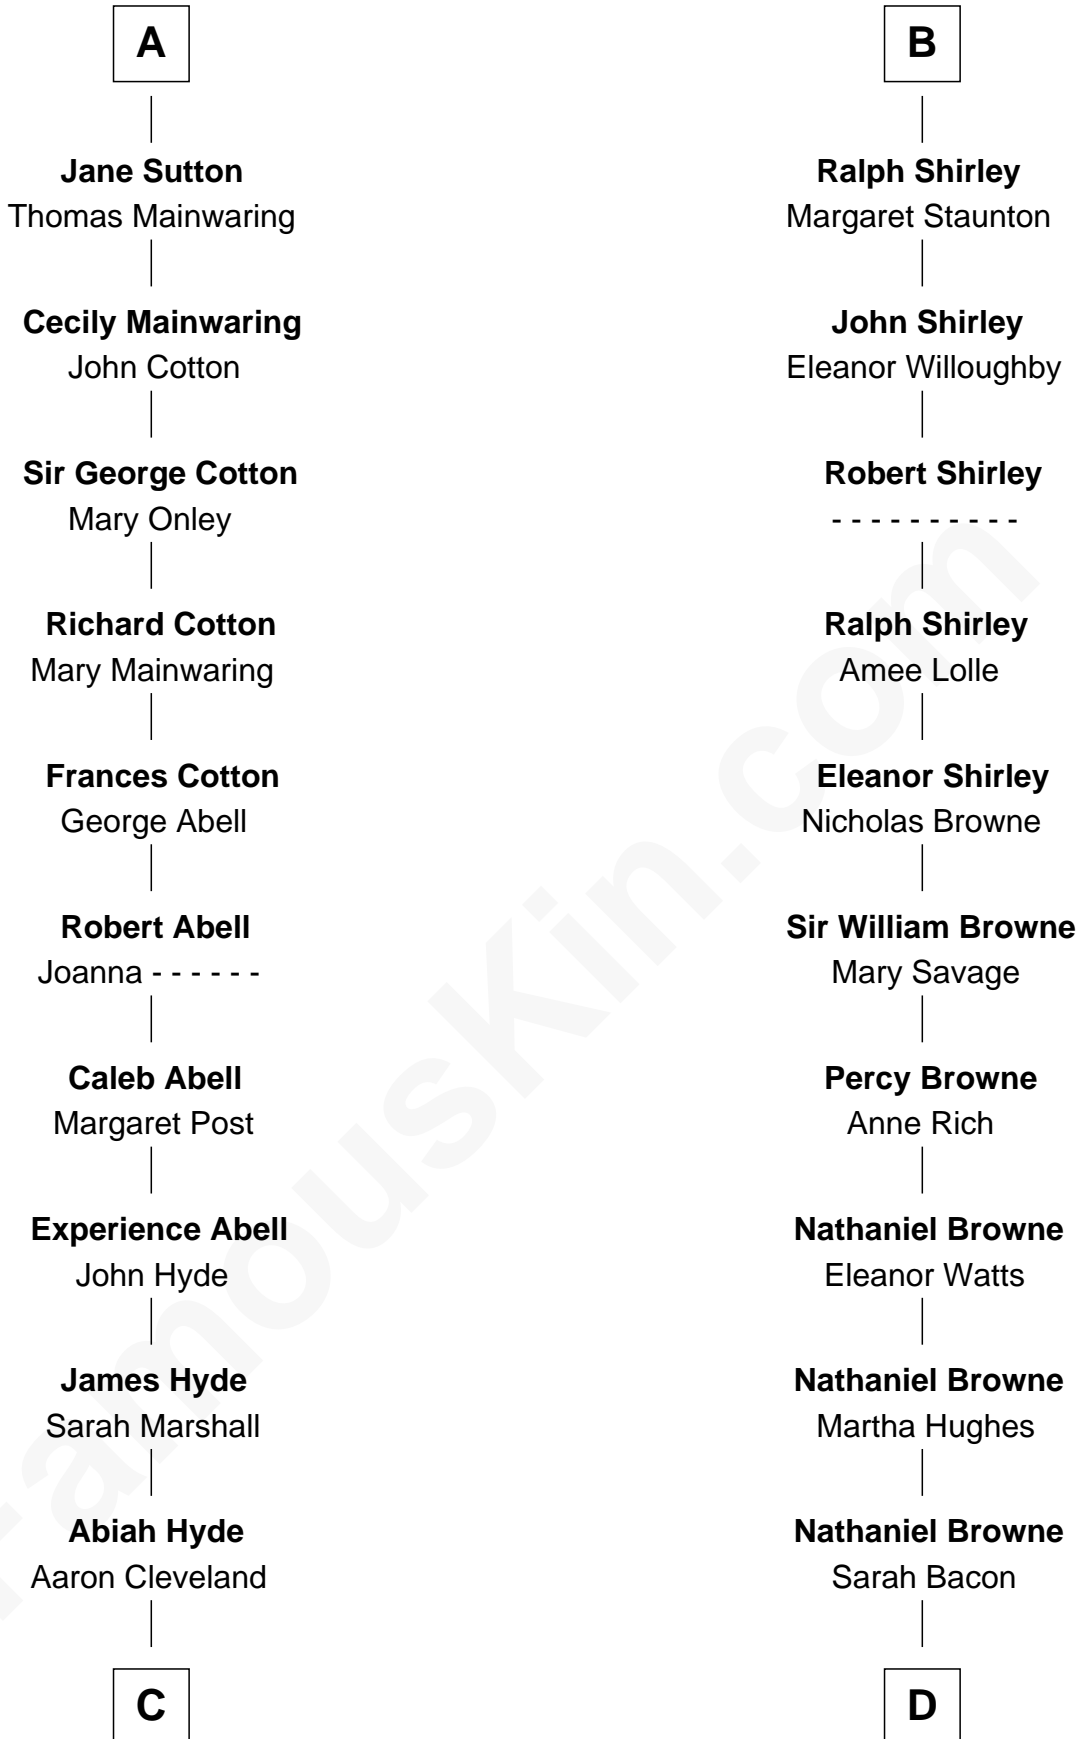 A
Jane Sutton
Thomas Mainwaring
Cecily Mainwaring
John Cotton
Sir George Cotton
Mary Onley
Richard Cotton
Mary Mainwaring
Frances Cotton
George Abell
Robert Abell
Joanna - - - - - -
Caleb Abell
Margaret Post
Experience Abell
John Hyde
James Hyde
Sarah Marshall
Abiah Hyde
Aaron Cleveland
C
B
Ralph Shirley
Margaret Staunton
John Shirley
Eleanor Willoughby
Robert Shirley
- - - - - - - - - -
Ralph Shirley
Amee Lolle
Eleanor Shirley
Nicholas Browne
Sir William Browne
Mary Savage
Percy Browne
Anne Rich
Nathaniel Browne
Eleanor Watts
Nathaniel Browne
Martha Hughes
Nathaniel Browne
Sarah Bacon
D
FamousKin.com